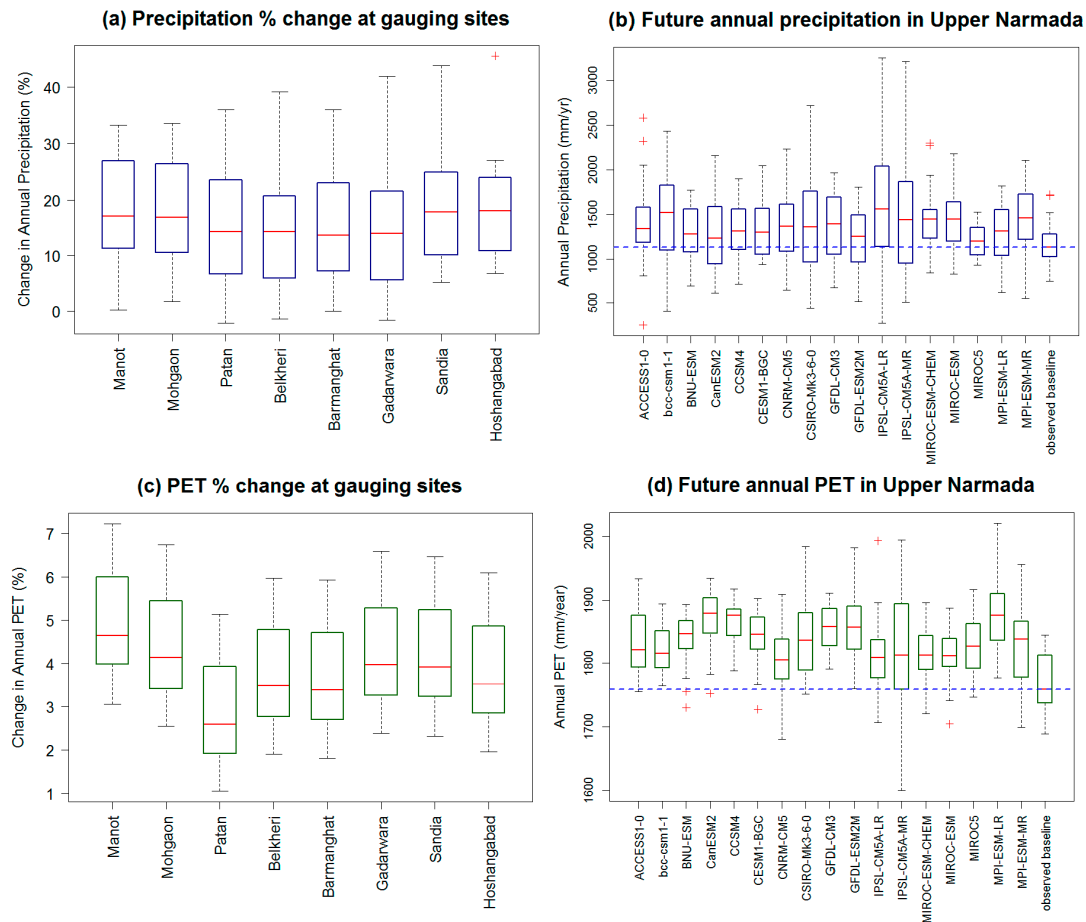 (a) Precipitation % change at gauging sites
Change in Annual Precipitation (%)
40
30
20
10
0
Manot
Mohgaon
Patan
Belkheri
Barmanghat
Gadarwara
Sandia
Hoshangabad
(b) Future annual precipitation in Upper Narmada
Annual Precipitation (mm/yr)
3000
2500
2000
1500
1000
500
ACCESS1-0
bcc-csm1-1
BNU-ESM
CanESM2
CCSM4
CESM1-BGC
CNRM-CM5
CSIRO-Mk3-6-0
GFDL-CM3
GFDL-ESM2M
IPSL-CM5A-LR
IPSL-CM5A-MR
MIROC-ESM-CHEM
MIROC-ESM
MIROC5
MPI-ESM-LR
MPI-ESM-MR
observed baseline
(c) PET % change at gauging sites
Change in Annual PET (%)
7
6
5
4
3
2
1
Manot
Mohgaon
Patan
Belkheri
Barmanghat
Gadarwara
Sandia
Hoshangabad
(d) Future annual PET in Upper Narmada
Annual PET (mm/year)
2000
1900
1800
1700
1600
ACCESS1-0
bcc-csm1-1
BNU-ESM
CanESM2
CCSM4
CESM1-BGC
CNRM-CM5
CSIRO-Mk3-6-0
GFDL-CM3
GFDL-ESM2M
IPSL-CM5A-LR
IPSL-CM5A-MR
MIROC-ESM-CHEM
MIROC-ESM
MIROC5
MPI-ESM-LR
MPI-ESM-MR
observed baseline